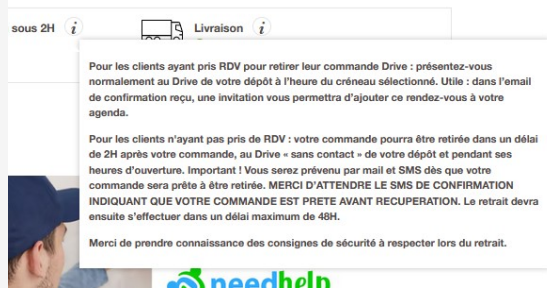 sous 2H i
Livraison i
Pour les clients ayant pris RDV pour retirer leur commande Drive : présentez-vous
normalement au Drive de votre dépôt à l'heure du créneau sélectionné. Utile : dans l'email
de confirmation reçu, une invitation vous permettra d'ajouter ce rendez-vous à votre
agenda.
Pour les clients n'ayant pas pris de RDV : votre commande pourra être retirée dans un délai
de 2H après votre commande, au Drive « sans contact » de votre dépôt et pendant ses
heures d'ouverture. Important ! Vous serez prévenu par mail et SMS dès que votre
commande sera prête à être retirée. MERCI D'ATTENDRE LE SMS DE CONFIRMATION
INDIQUANT QUE VOTRE COMMANDE EST PRETE AVANT RECUPERATION. Le retrait devra
ensuite s'effectuer dans un délai maximum de 48H.
Merci de prendre connaissance des consignes de sécurité à respecter lors du retrait.
needhelp